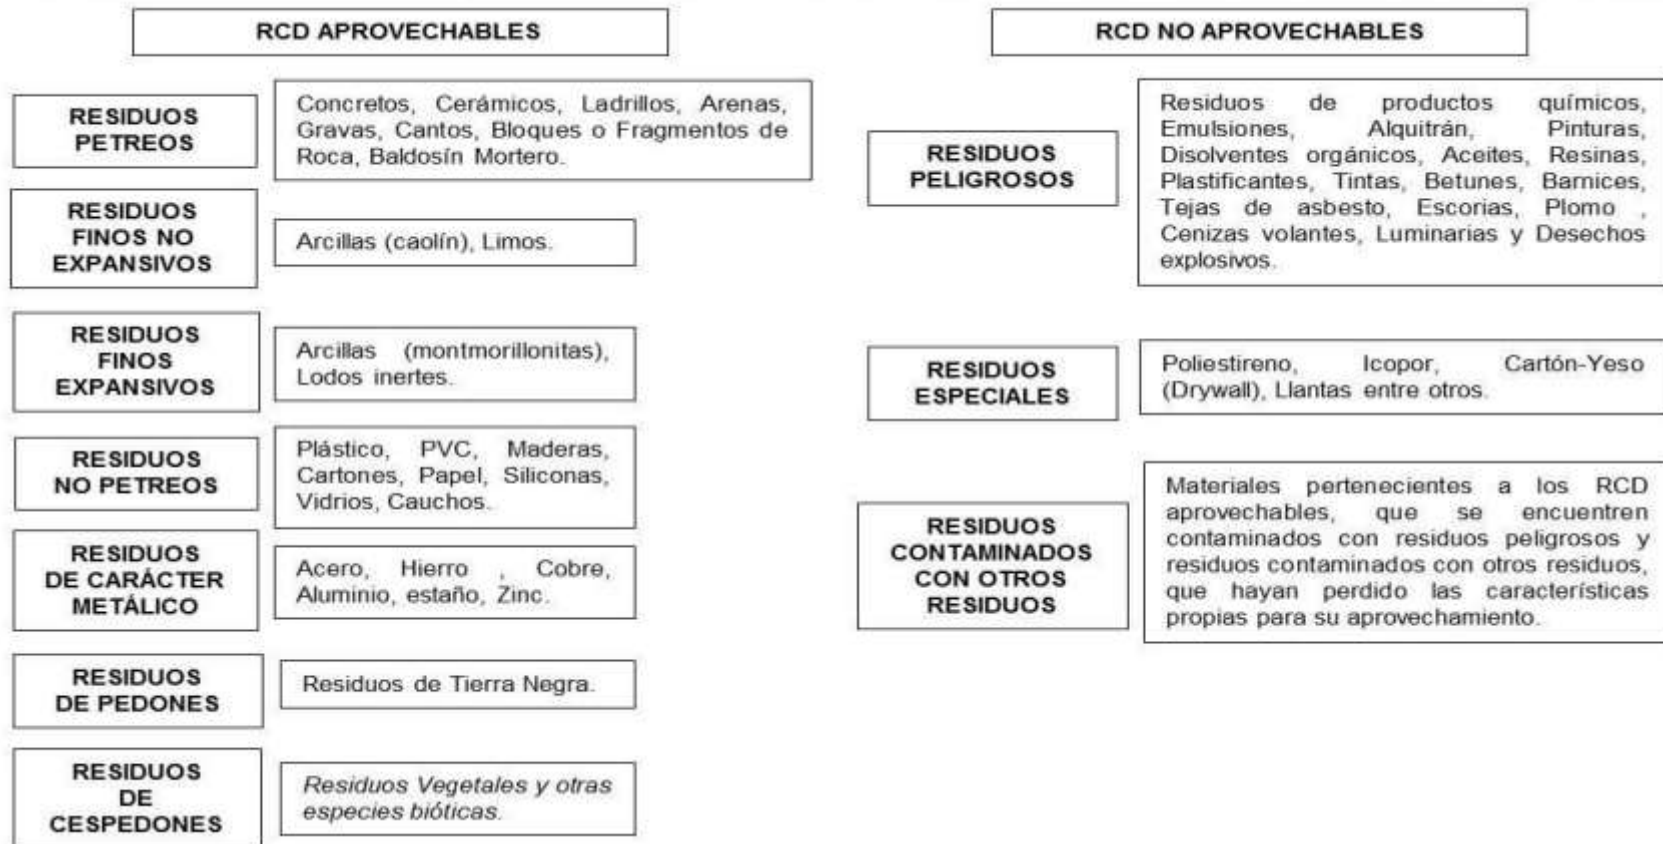 RCD APROVECHABLES
RESIDUOS
PETREOS
Concretos, Cerámicos, Ladrillos, Arenas,
Gravas, Cantos, Bloques o Fragmentos de
Roca, Baldosín Mortero.
RESIDUOS
FINOS NO
EXPANSIVOS
Arcillas (caolín), Limos.
RESIDUOS
FINOS
EXPANSIVOS
Arcillas (montmorillonitas),
Lodos inertes.
RESIDUOS
NO PETREOS
Plástico, PVC, Maderas,
Cartones, Papel, Siliconas,
Vidrios, Cauchos.
RESIDUOS
DE CARÁCTER
METÁLICO
Acero, Hierro , Cobre,
Aluminio, estaño, Zinc.
RESIDUOS
DE PEDONES
Residuos de Tierra Negra.
RESIDUOS
DE
CESPEDONES
Residuos Vegetales y otras
especies bióticas.
RCD NO APROVECHABLES
RESIDUOS
PELIGROSOS
Residuos de productos químicos,
Emulsiones, Alquitrán, Pinturas,
Disolventes orgánicos, Aceites, Resinas,
Plastificantes, Tintas, Betunes, Barnices,
Tejas de asbesto, Escorias, Plomo ,
Cenizas volantes, Luminarias y Desechos
explosivos.
RESIDUOS
ESPECIALES
Poliestireno, Icopor, Cartón-Yeso
(Drywall), Llantas entre otros.
RESIDUOS
CONTAMINADOS
CON OTROS
RESIDUOS
Materiales pertenecientes a los RCD
aprovechables, que se encuentren
contaminados con residuos peligrosos y
residuos contaminados con otros residuos,
que hayan perdido las características
propias para su aprovechamiento.